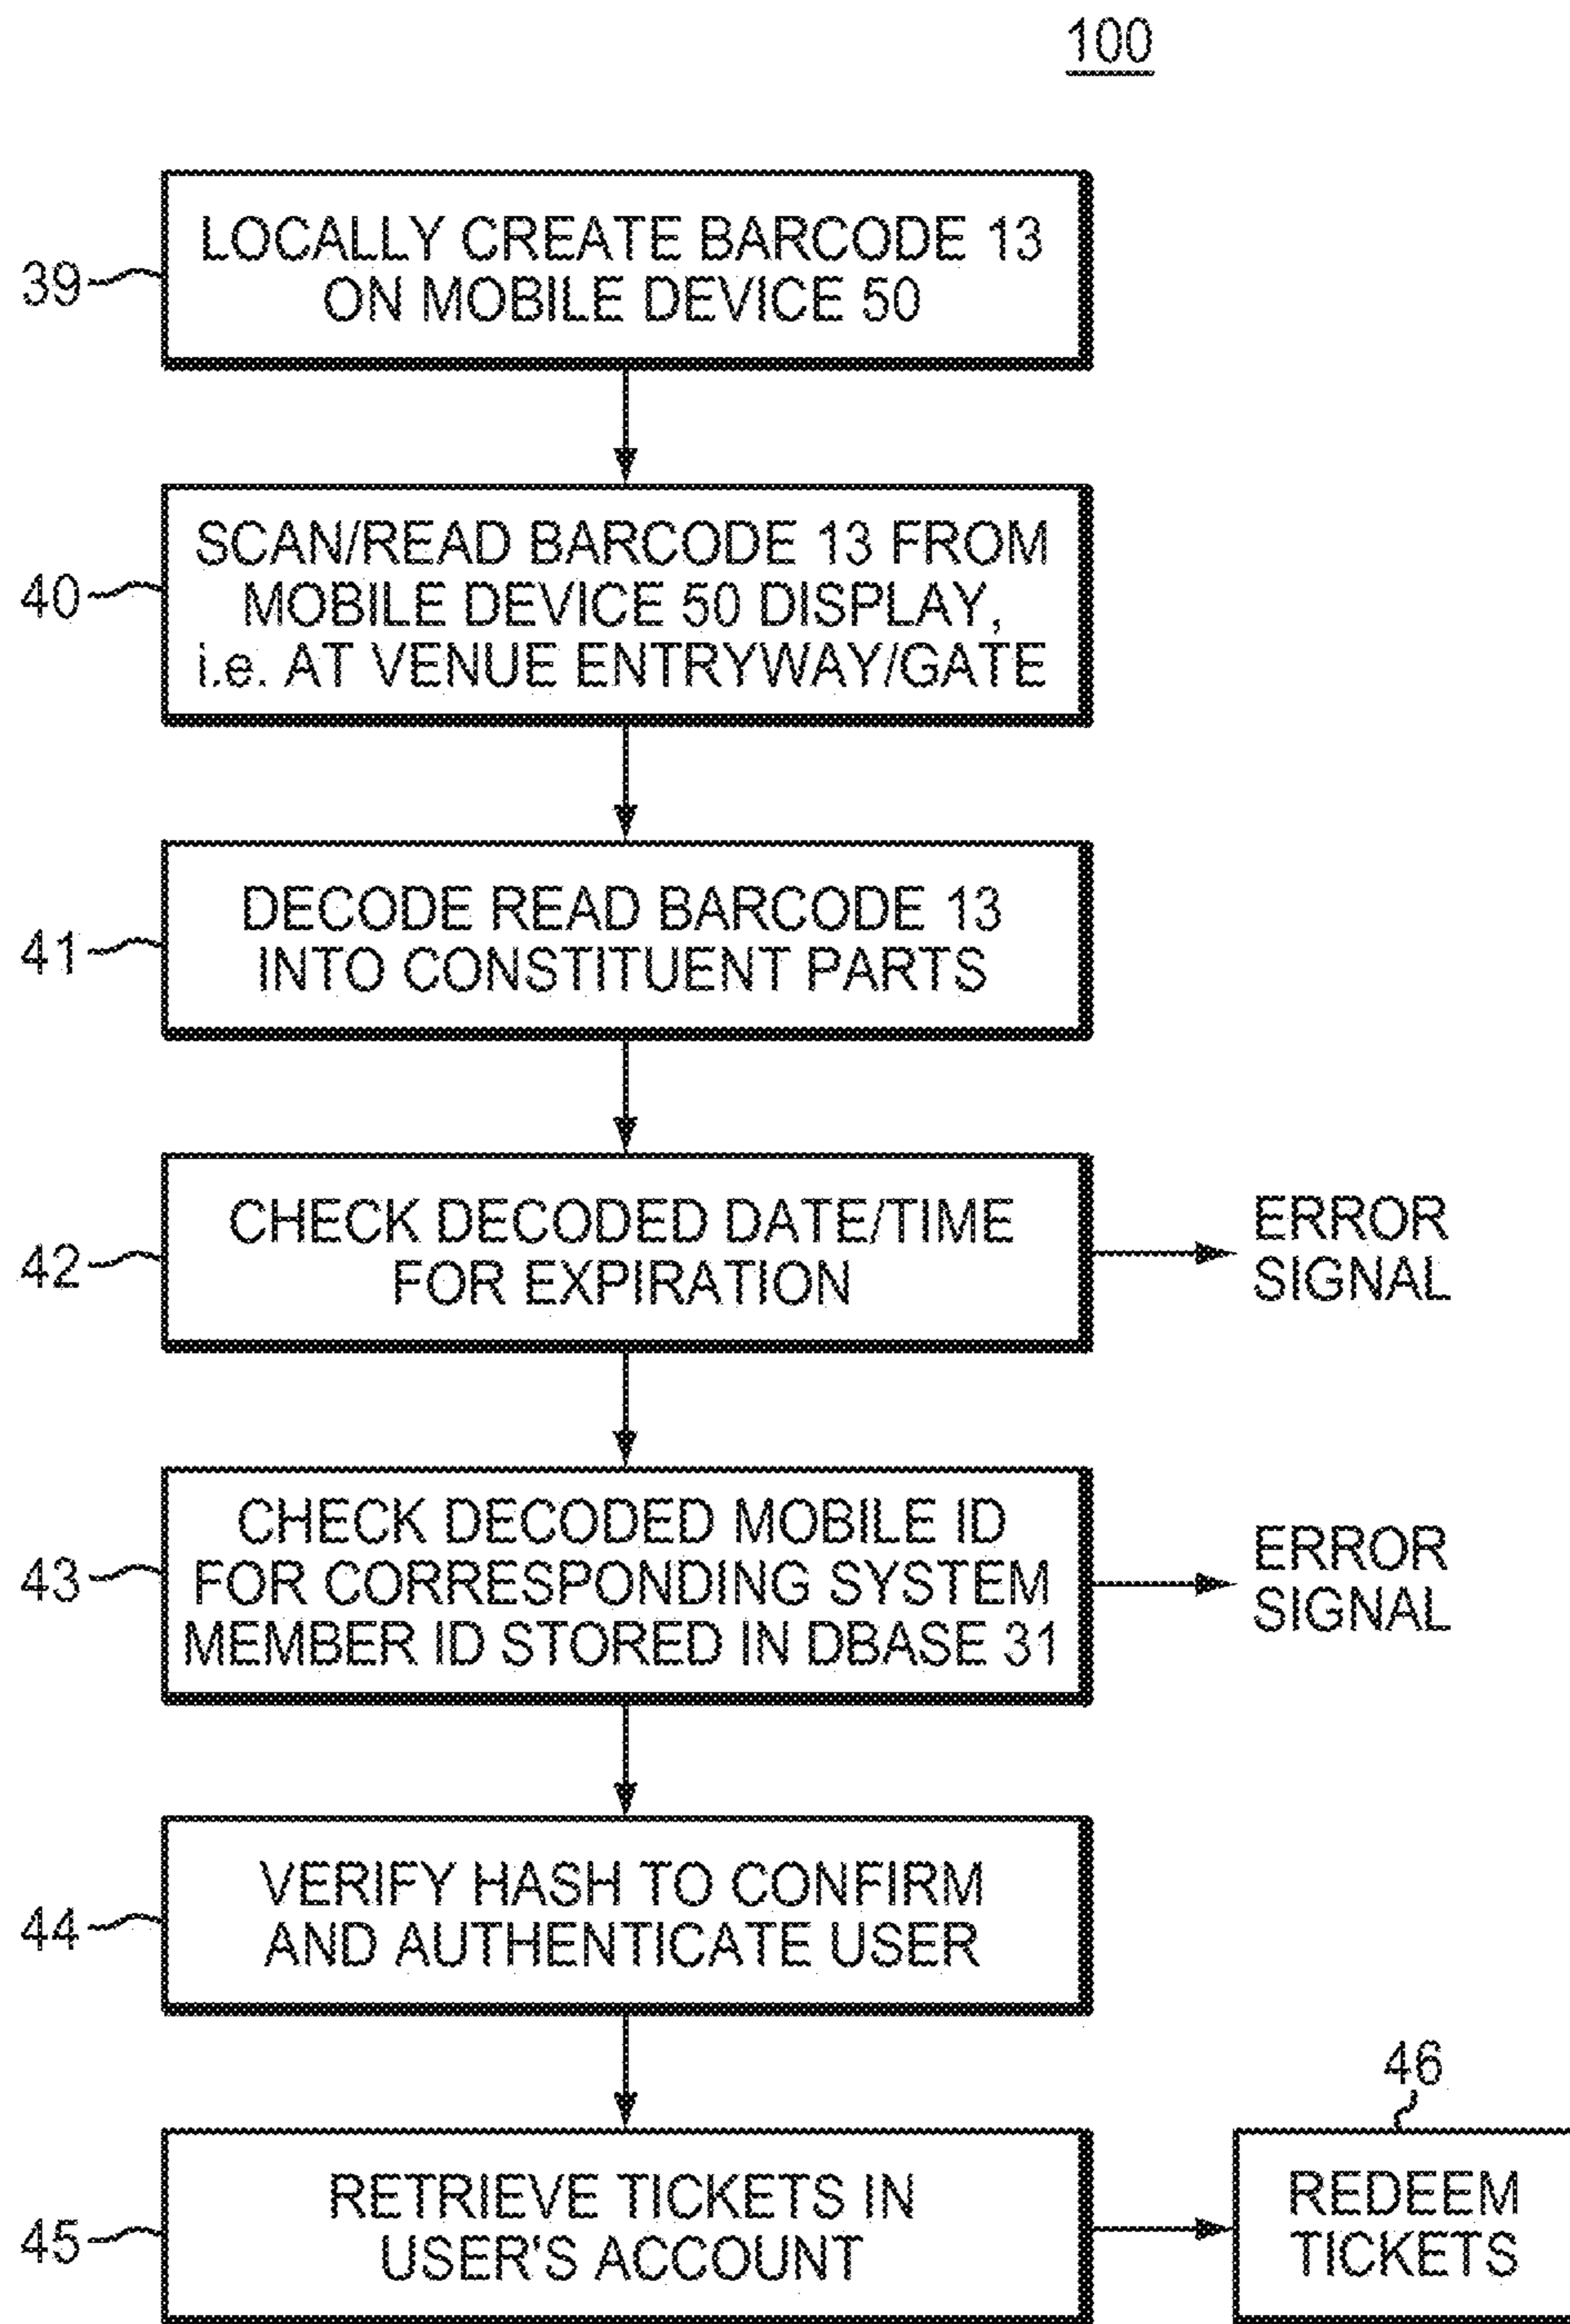 100
39
LOCALLY CREATE BARCODE 13
ON MOBILE DEVICE 50
40
SCAN/READ BARCODE 13 FROM
MOBILE DEVICE 50 DISPLAY,
i.e. AT VENUE ENTRYWAY/GATE
41
DECODE READ BARCODE 13
INTO CONSTITUENT PARTS
42
CHECK DECODED DATE/TIME
FOR EXPIRATION
ERROR
SIGNAL
43
CHECK DECODED MOBILE ID
FOR CORRESPONDING SYSTEM
MEMBER ID STORED IN DBASE 31
ERROR
SIGNAL
44
VERIFY HASH TO CONFIRM
AND AUTHENTICATE USER
45
RETRIEVE TICKETS IN
USER'S ACCOUNT
46
REDEEM
TICKETS